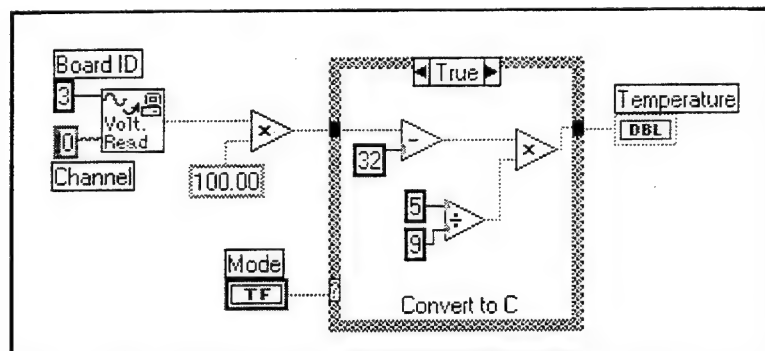 Board ID
3
Volt.
Read
0
Channel
×
100.00
Mode
TF
True
32
−
×
5
9
÷
Convert to C
Temperature
DBL